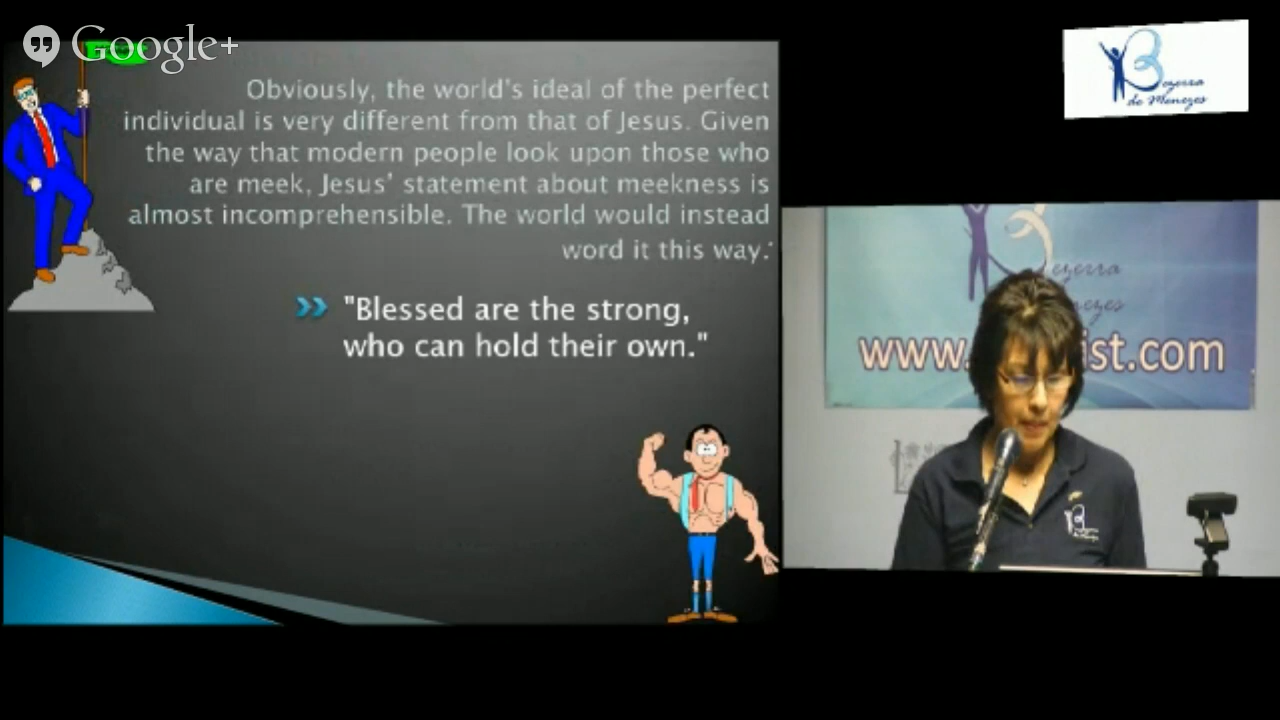 Google+
Obviously, the world's ideal of the perfect
individual is very different from that of Jesus. Given
the way that modern people look upon those who
are meek, Jesus' statement about meekness is
almost incomprehensible. The world would instead
word it this way:
"Blessed are the strong,
who can hold their own."
Bezerra
de Menezes
ezerra
enezes
www. ist.com